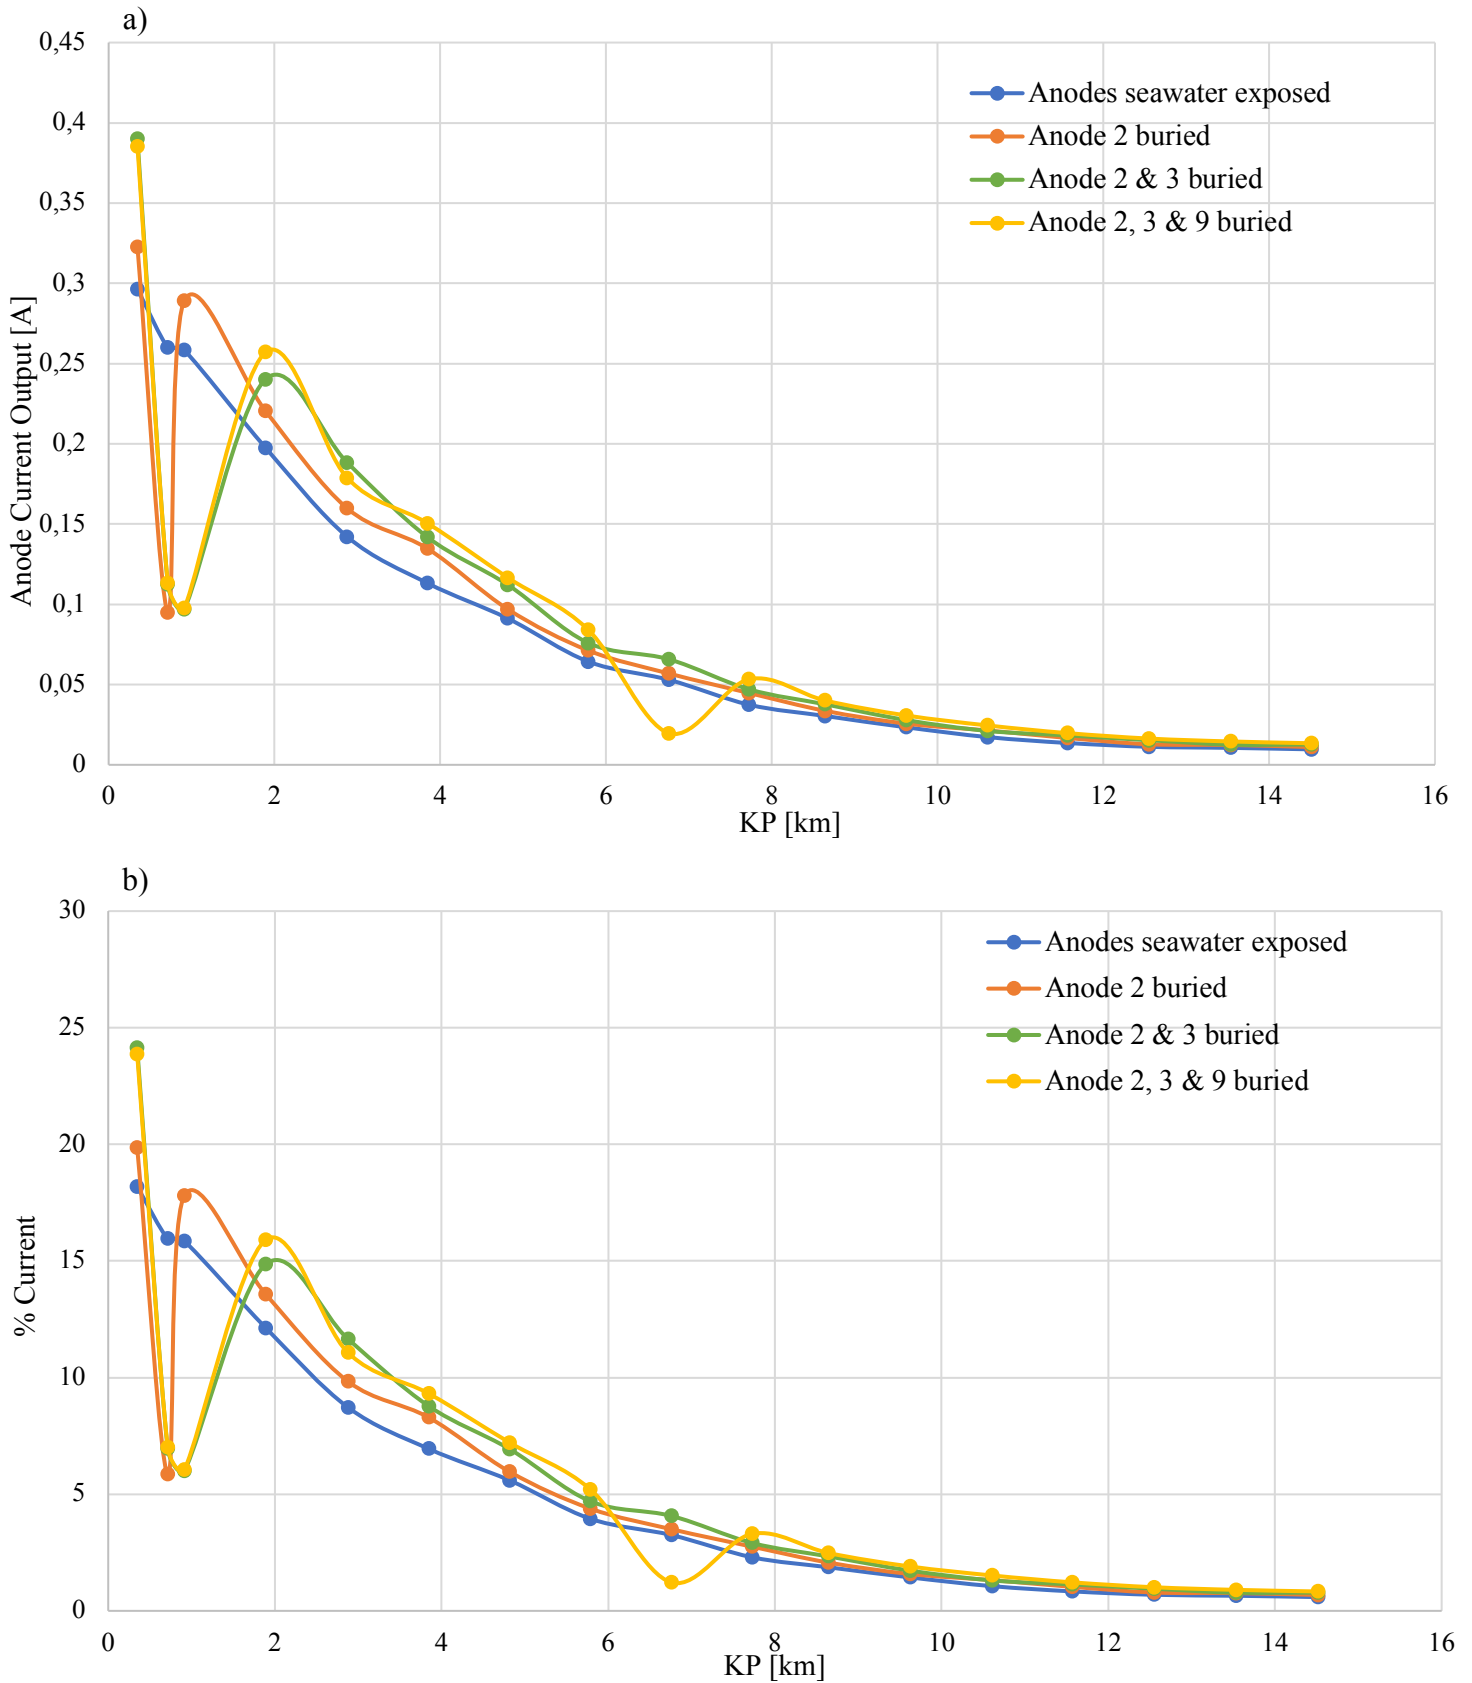 a)
0,45
0,4
0,35
0,3
0,25
0,2
0,15
0,1
0,05
0
Anode Current Output [A]
Anodes seawater exposed
Anode 2 buried
Anode 2 & 3 buried
Anode 2, 3 & 9 buried
0 2 4 6 8 10 12 14 16
KP [km]
b)
30
25
20
15
10
5
0
% Current
Anodes seawater exposed
Anode 2 buried
Anode 2 & 3 buried
Anode 2, 3 & 9 buried
0 2 4 6 8 10 12 14 16
KP [km]